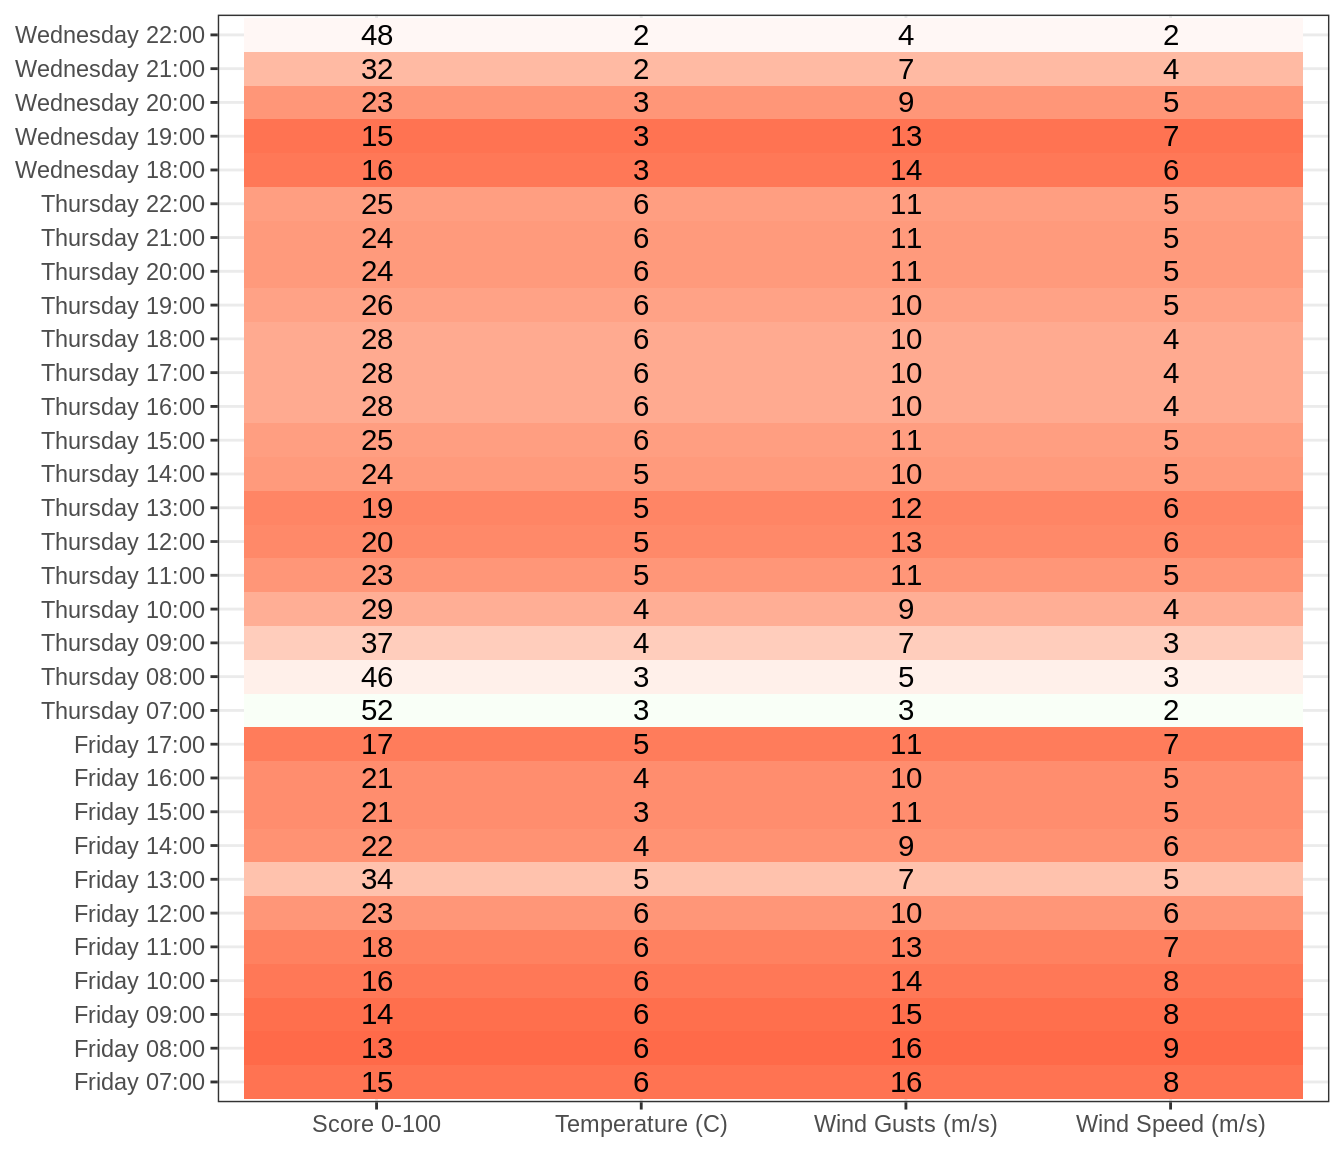 Wednesday 22:00 48 2 4 2
Wednesday 21:00 32 2 7 4
Wednesday 20:00 23 3 9 5
Wednesday 19:00 15 3 13 7
Wednesday 18:00 16 3 14 6
Thursday 22:00 25 6 11 5
Thursday 21:00 24 6 11 5
Thursday 20:00 24 6 11 5
Thursday 19:00 26 6 10 5
Thursday 18:00 28 6 10 4
Thursday 17:00 28 6 10 4
Thursday 16:00 28 6 10 4
Thursday 15:00 25 6 11 5
Thursday 14:00 24 5 10 5
Thursday 13:00 19 5 12 6
Thursday 12:00 20 5 13 6
Thursday 11:00 23 5 11 5
Thursday 10:00 29 4 9 4
Thursday 09:00 37 4 7 3
Thursday 08:00 46 3 5 3
Thursday 07:00 52 3 3 2
Friday 17:00 17 5 11 7
Friday 16:00 21 4 10 5
Friday 15:00 21 3 11 5
Friday 14:00 22 4 9 6
Friday 13:00 34 5 7 5
Friday 12:00 23 6 10 6
Friday 11:00 18 6 13 7
Friday 10:00 16 6 14 8
Friday 09:00 14 6 15 8
Friday 08:00 13 6 16 9
Friday 07:00 15 6 16 8
Score 0-100 Temperature (C) Wind Gusts (m/s) Wind Speed (m/s)